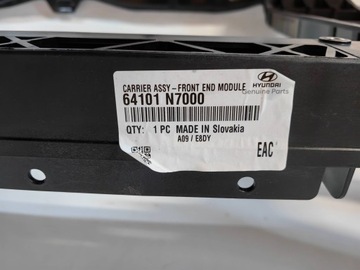 CARRIER ASSY-FRONT END MODULE
64101 N7000
HYUNDAI
Genuine Parts
QTY: 1 PC MADE IN Slovakia
A09 / E8DY
EAC